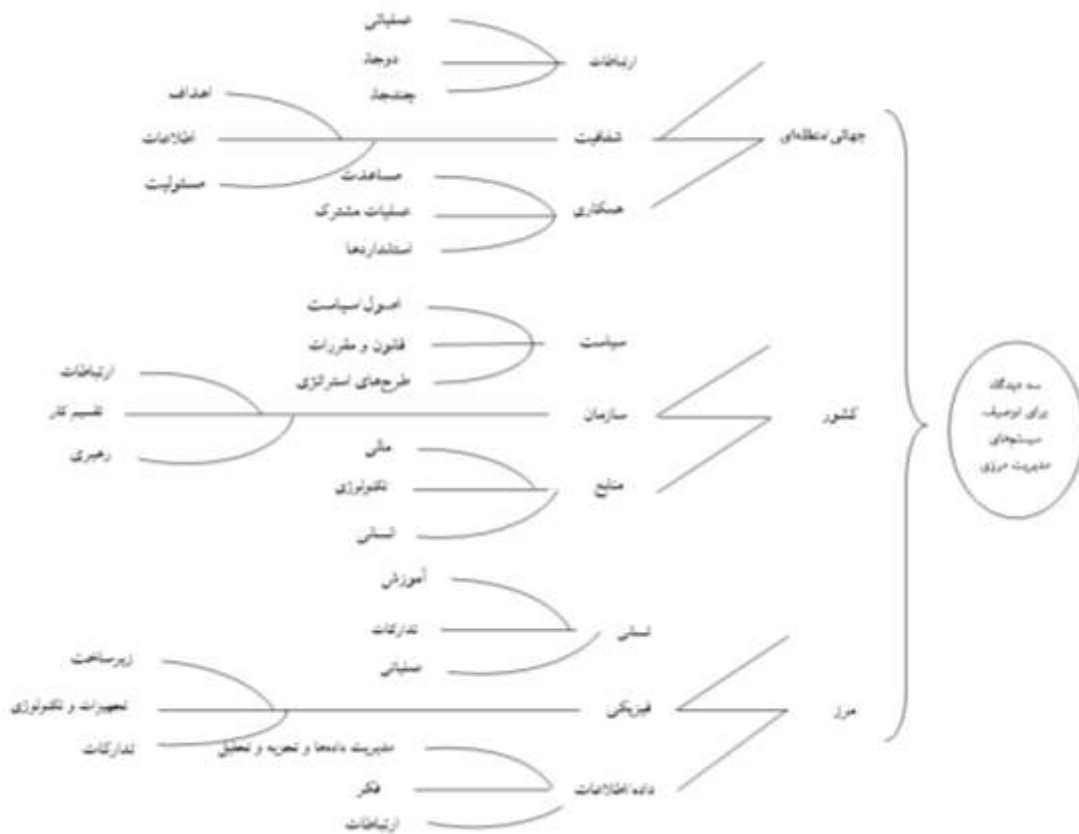 سه دیدگاه
برای توصیف
سیستم‌های
مدیریت مرزی
جهانی/منطقه‌ای
ارتباطات
عملیاتی
دوجا.
چندجا.
شفافیت
اهداف
اطلاعات
مسئولیت
همکاری
مساعدت
عملیات مشترک
استانداردها
کشور
سیاست
اصول/سیاست
قانون و مقررات
طرح‌های استراتژی
سازمان
ارتباطات
تقسیم کار
رهبری
منابع
مالی
تکنولوژی
انسانی
مرز
انسانی
آموزش
تدارکات
عملیاتی
فیزیکی
زیرساخت
تجهیزات و تکنولوژی
تدارکات
داده/اطلاعات
مدیریت داده‌ها و تجزیه و تحلیل
فکر
ارتباطات